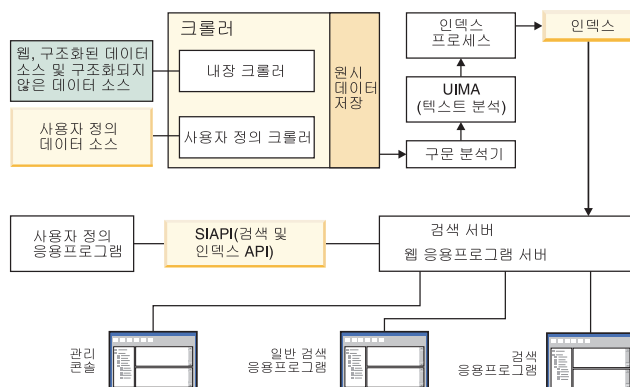 크롤러
웹, 구조화된 데이터
소스 및 구조화되지
않은 데이터 소스
내장 크롤러
사용자 정의
데이터 소스
사용자 정의 크롤러
원시
데이터
저장
인덱스
프로세스
인덱스
UIMA
(텍스트 분석)
구문 분석기
사용자 정의
응용프로그램
SIAPI(검색 및
인덱스 API)
검색 서버
웹 응용프로그램 서버
관리
콘솔
일반 검색
응용프로그램
검색
응용프로그램